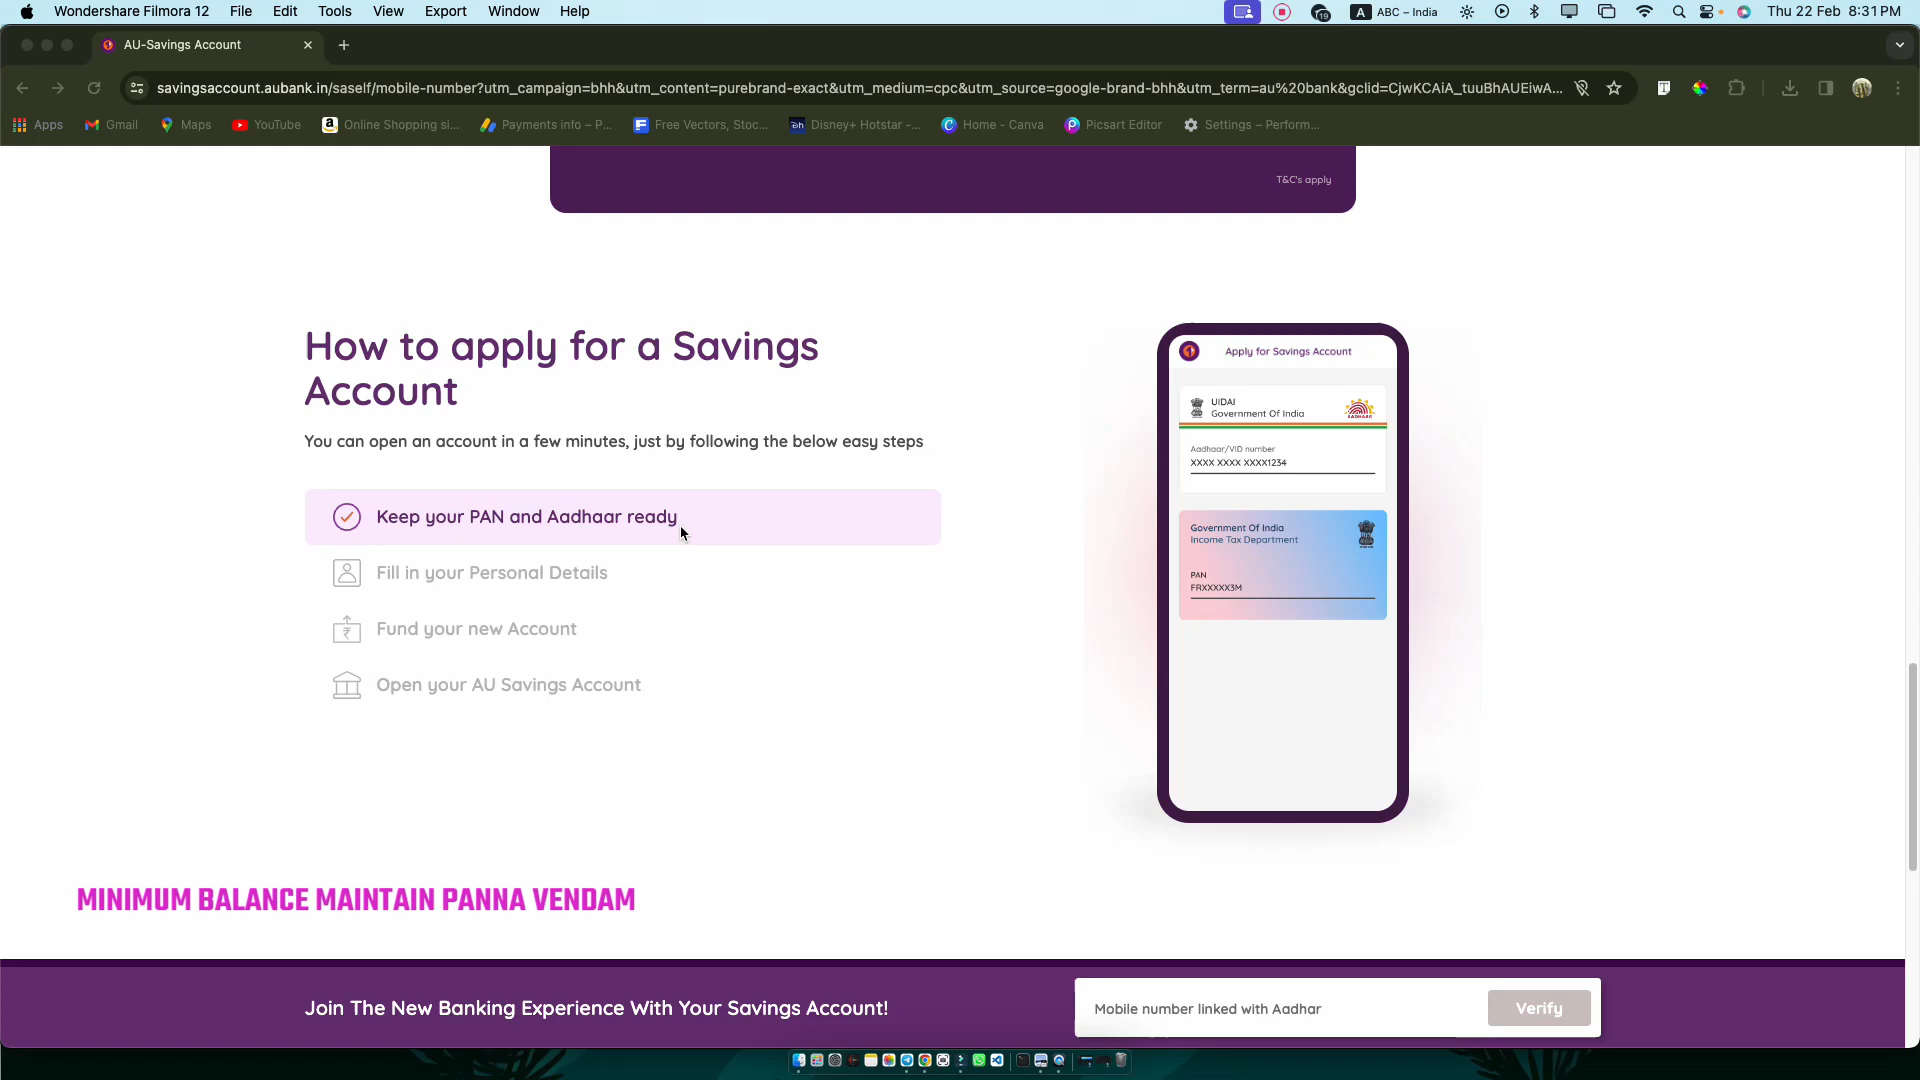 Wondershare Filmora 12 File Edit Tools View Export Window Help
19 A ABC – India Thu 22 Feb 8:31 PM
AU-Savings Account
savingsaccount.aubank.in/saself/mobile-number?utm_campaign=bhh&utm_content=purebrand-exact&utm_medium=cpc&utm_source=google-brand-bhh&utm_term=au%20bank&gclid=CjwKCAiA_tuuBhAUEiwA...
Apps Gmail Maps YouTube Online Shopping si... Payments info – P... Free Vectors, Stoc... Disney+ Hotstar -... Home - Canva Picsart Editor Settings – Perform...
T&C's apply
How to apply for a Savings
Account
You can open an account in a few minutes, just by following the below easy steps
Keep your PAN and Aadhaar ready
Fill in your Personal Details
Fund your new Account
Open your AU Savings Account
Apply for Savings Account
UIDAI
Government Of India
AADHAAR
Aadhaar/VID number
XXXX XXXX XXXX1234
Government Of India
Income Tax Department
PAN
FRXXXXX3M
MINIMUM BALANCE MAINTAIN PANNA VENDAM
Join The New Banking Experience With Your Savings Account!
Mobile number linked with Aadhar
Verify